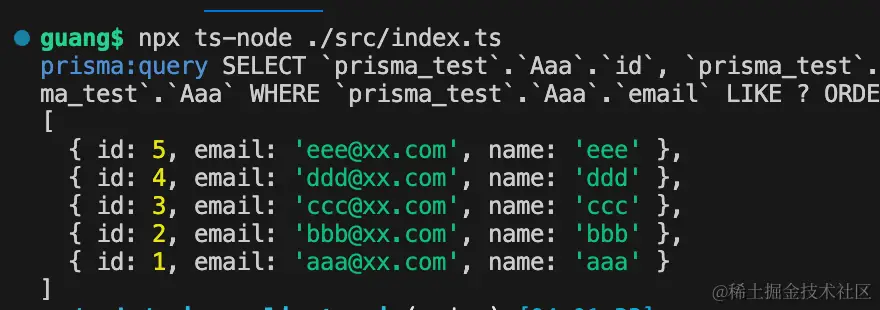 guang$ npx ts-node ./src/index.ts
prisma:query SELECT `prisma_test`.`Aaa`.`id`, `prisma_test`.
ma_test`.`Aaa` WHERE `prisma_test`.`Aaa`.`email` LIKE ? ORDE
[
  { id: 5, email: 'eee@xx.com', name: 'eee' },
  { id: 4, email: 'ddd@xx.com', name: 'ddd' },
  { id: 3, email: 'ccc@xx.com', name: 'ccc' },
  { id: 2, email: 'bbb@xx.com', name: 'bbb' },
  { id: 1, email: 'aaa@xx.com', name: 'aaa' }
]
@稀土掘金技术社区